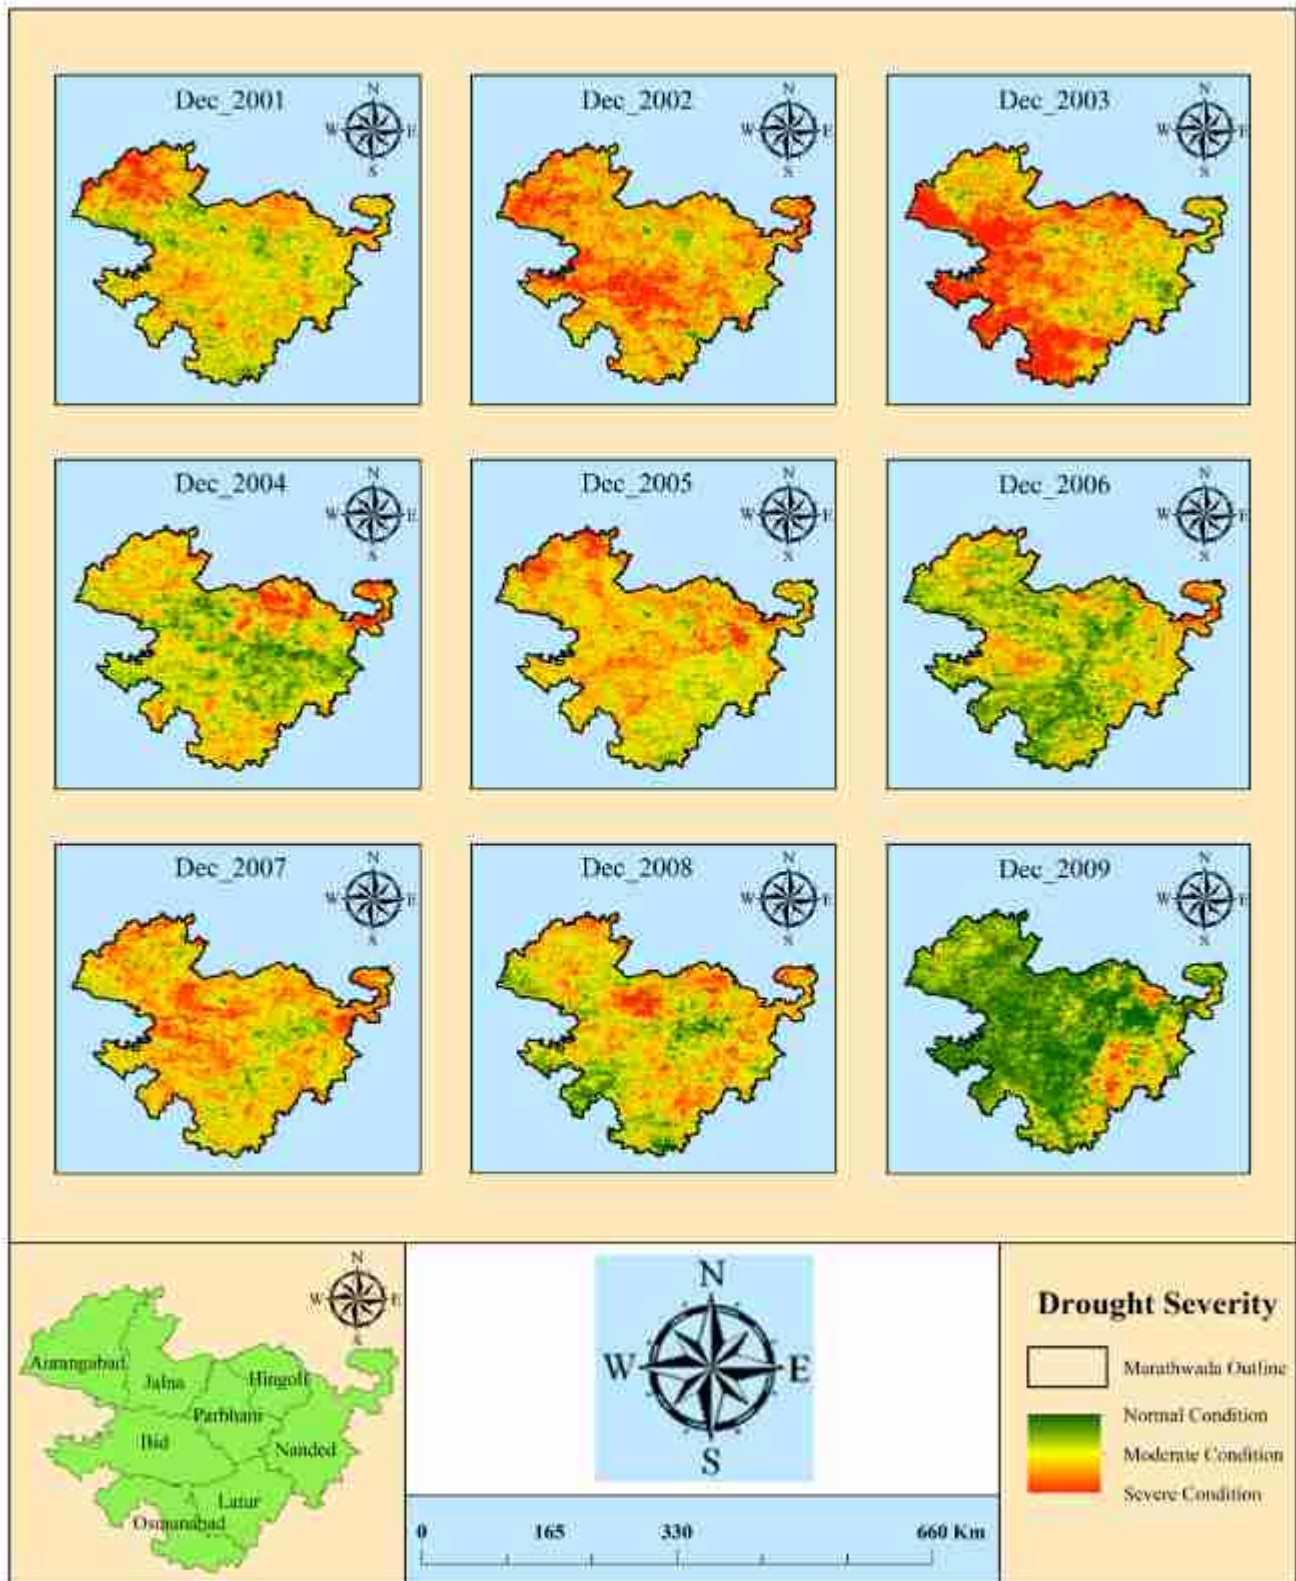 Dec_2001
N
W E
S
Dec_2002
N
W E
S
Dec_2003
N
W E
S
Dec_2004
N
W E
S
Dec_2005
N
W E
S
Dec_2006
N
W E
S
Dec_2007
N
W E
S
Dec_2008
N
W E
S
Dec_2009
N
W E
S
N
W E
S
Aurangabad
Jalna
Hingoli
Parbhani
Bid
Nanded
Latur
Osmanabad
N
W E
S
0 165 330 660 Km
Drought Severity
Marathwada Outline
Normal Condition
Moderate Condition
Severe Condition